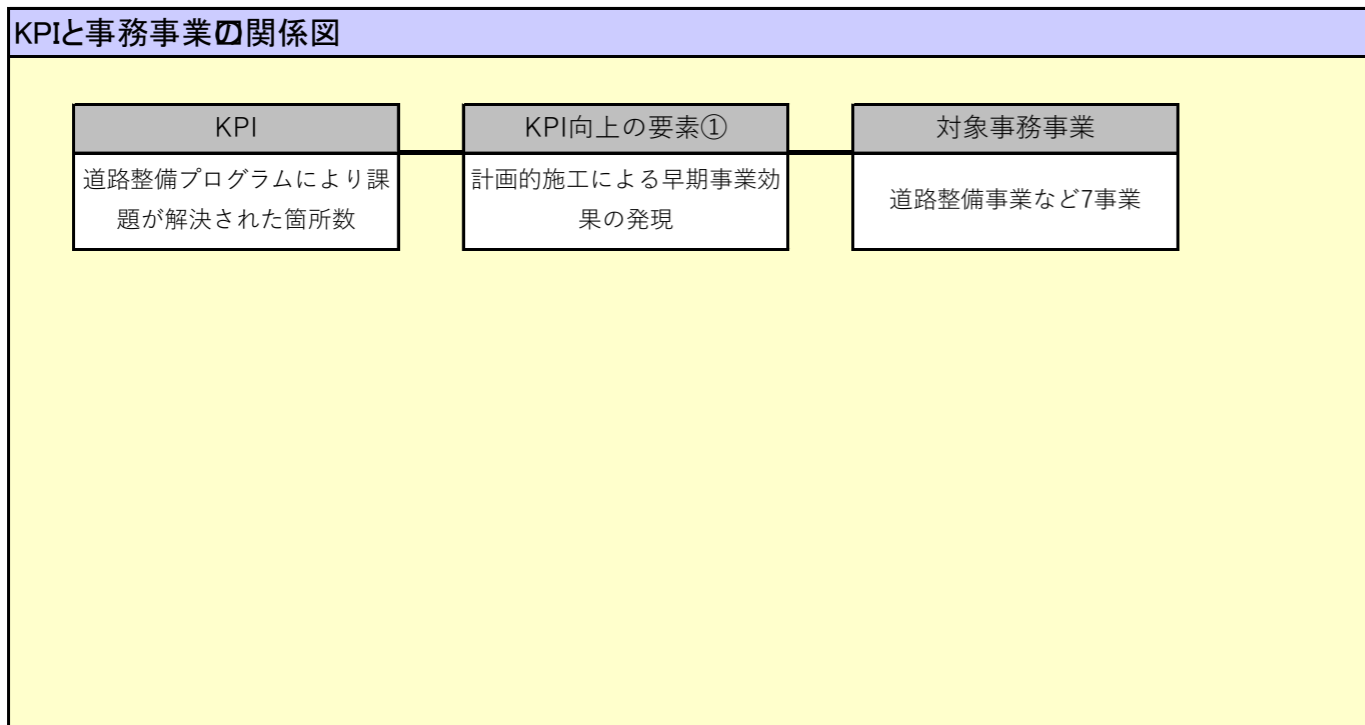 KPIと事務事業の関係図
KPI
道路整備プログラムにより課
題が解決された箇所数
KPI向上の要素①
計画的施工による早期事業効
果の発現
対象事務事業
道路整備事業など7事業